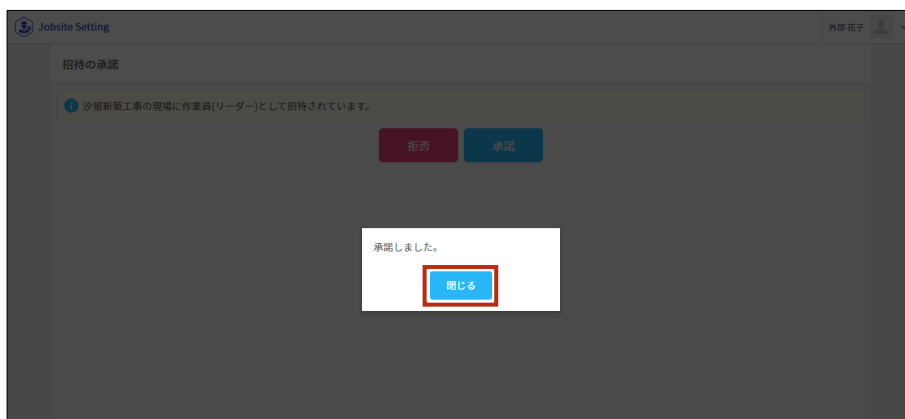 Jobsite Setting
外部 花子
招待の承諾
汐留新築工事の現場に作業員(リーダー)として招待されています。
拒否
承諾
承諾しました。
閉じる